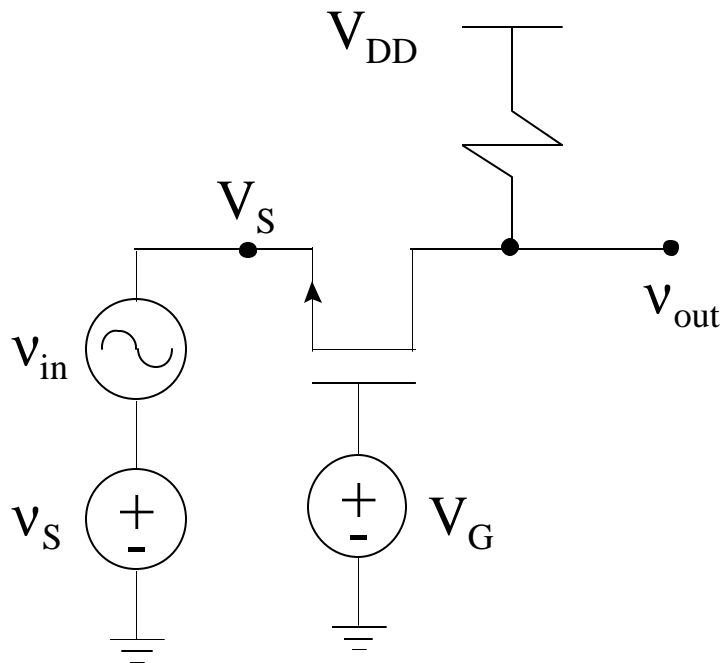 V_DD
V_S
ν_out
ν_in
+
-
ν_S
+
-
V_G